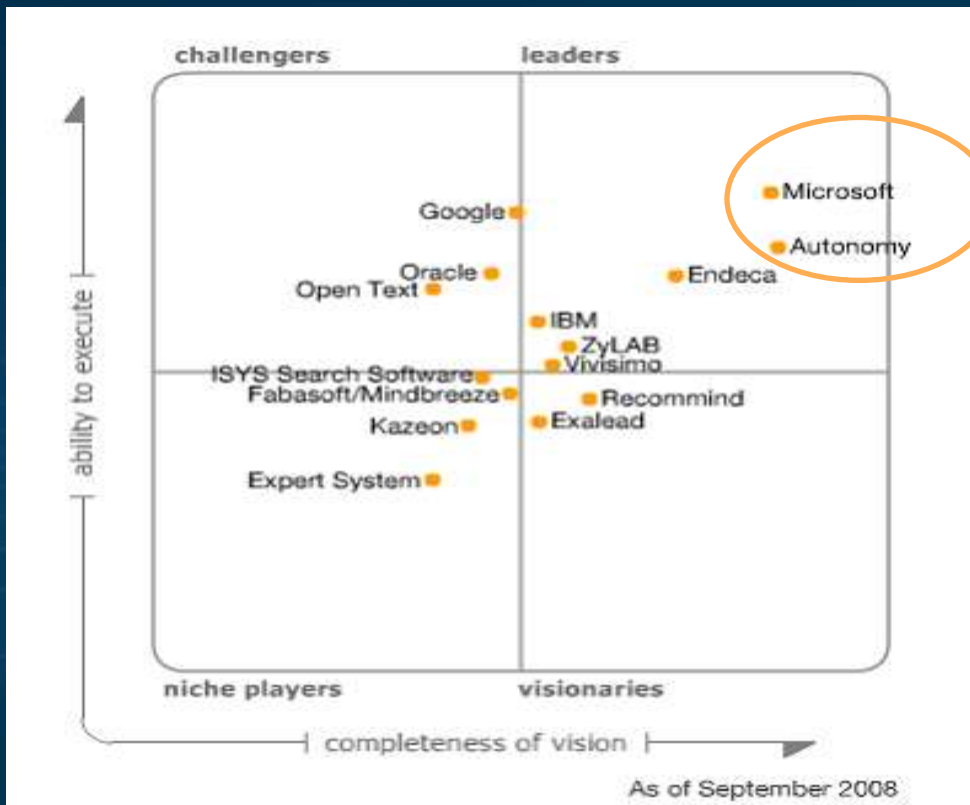 challengers
leaders
Microsoft
Google
Autonomy
Oracle
Endeca
Open Text
IBM
ZyLAB
Vivisimo
ISYS Search Software
Fabasoft/Mindbreeze
Recommind
Kazeon
Exalead
Expert System
ability to execute
niche players
visionaries
completeness of vision
As of September 2008